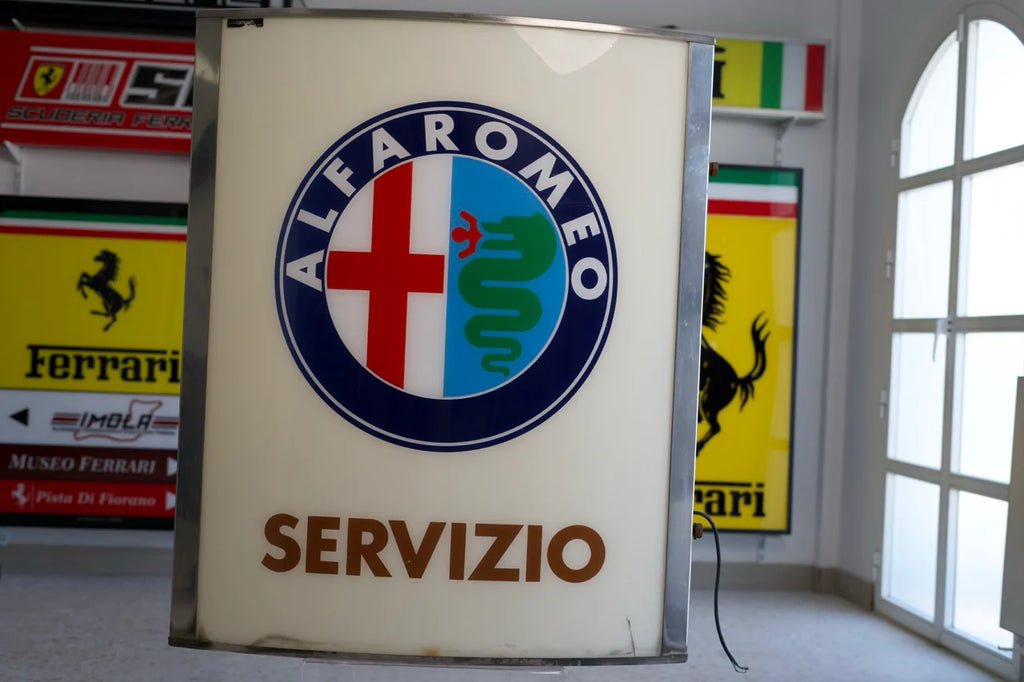 ALFA ROMEO
SERVIZIO
SCUDERIA FERR
Ferrari
IMOLA
MUSEO FERRARI
Pista Di Fiorano
i
rari